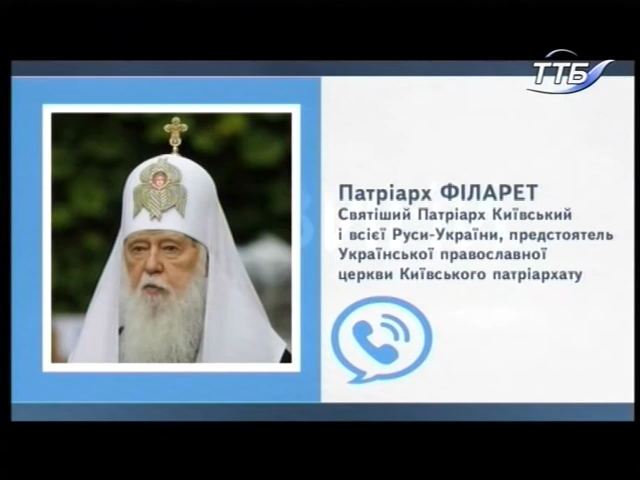 ТТБ
Патріарх ФІЛАРЕТ
Святіший Патріарх Київський
і всієї Руси-України, предстоятель
Української православної
церкви Київського патріархату